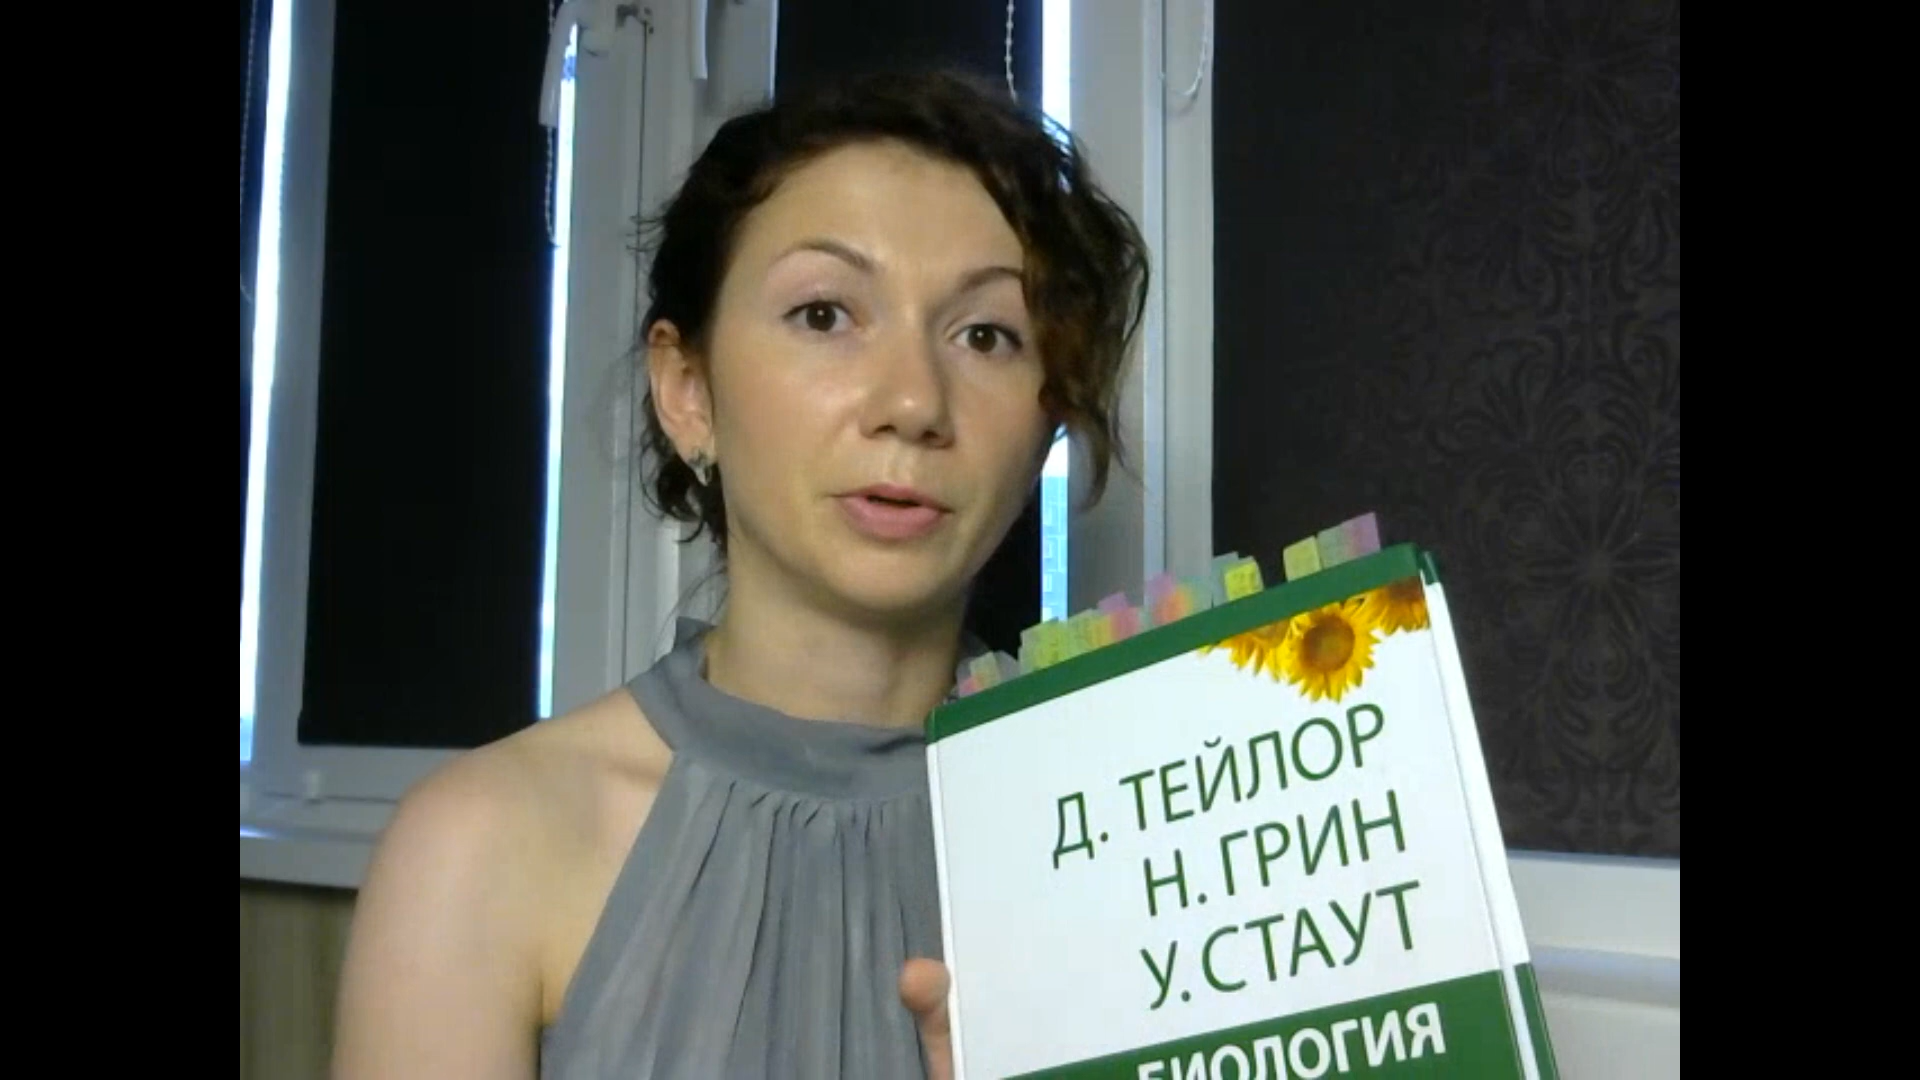 Д. ТЕЙЛОР
Н. ГРИН
У. СТАУТ
БИОЛОГИЯ